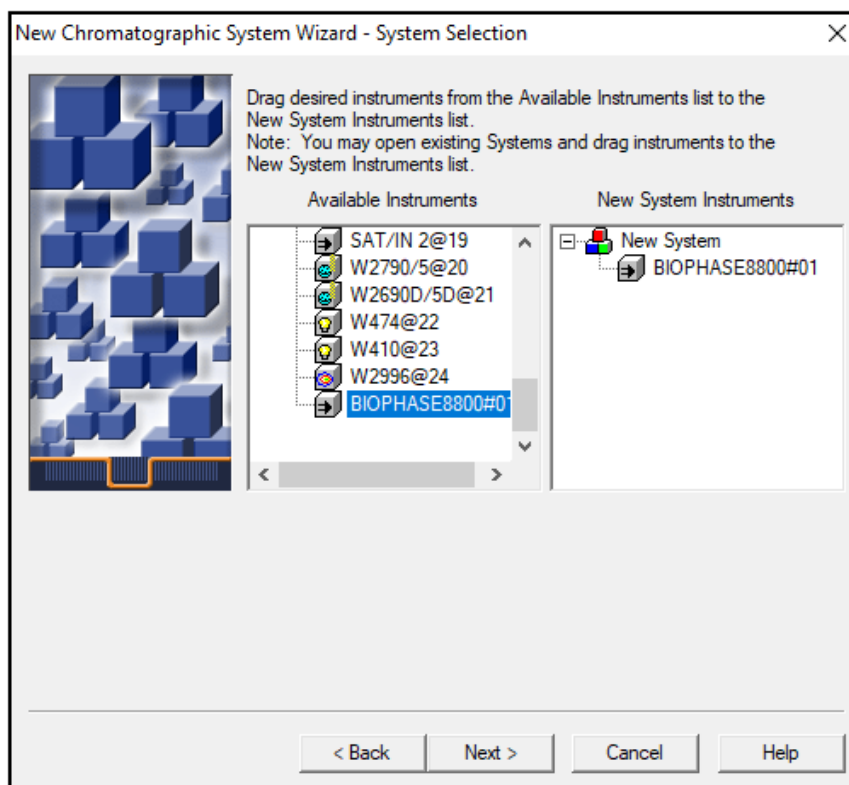 New Chromatographic System Wizard - System Selection
Drag desired instruments from the Available Instruments list to the
New System Instruments list.
Note: You may open existing Systems and drag instruments to the
New System Instruments list.
Available Instruments
SAT/IN 2@19
W2790/5@20
W2690D/5D@21
W474@22
W410@23
W2996@24
BIOPHASE8800#01
New System Instruments
New System
BIOPHASE8800#01
< Back
Next >
Cancel
Help